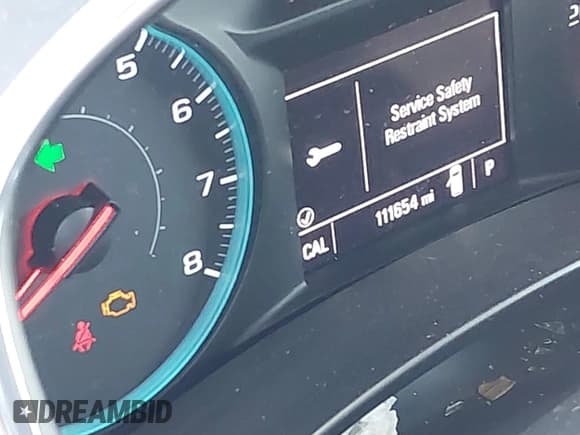 5
6
7
8
Service Safety
Restraint System
111654 mi
P
CAL
DREAMBID